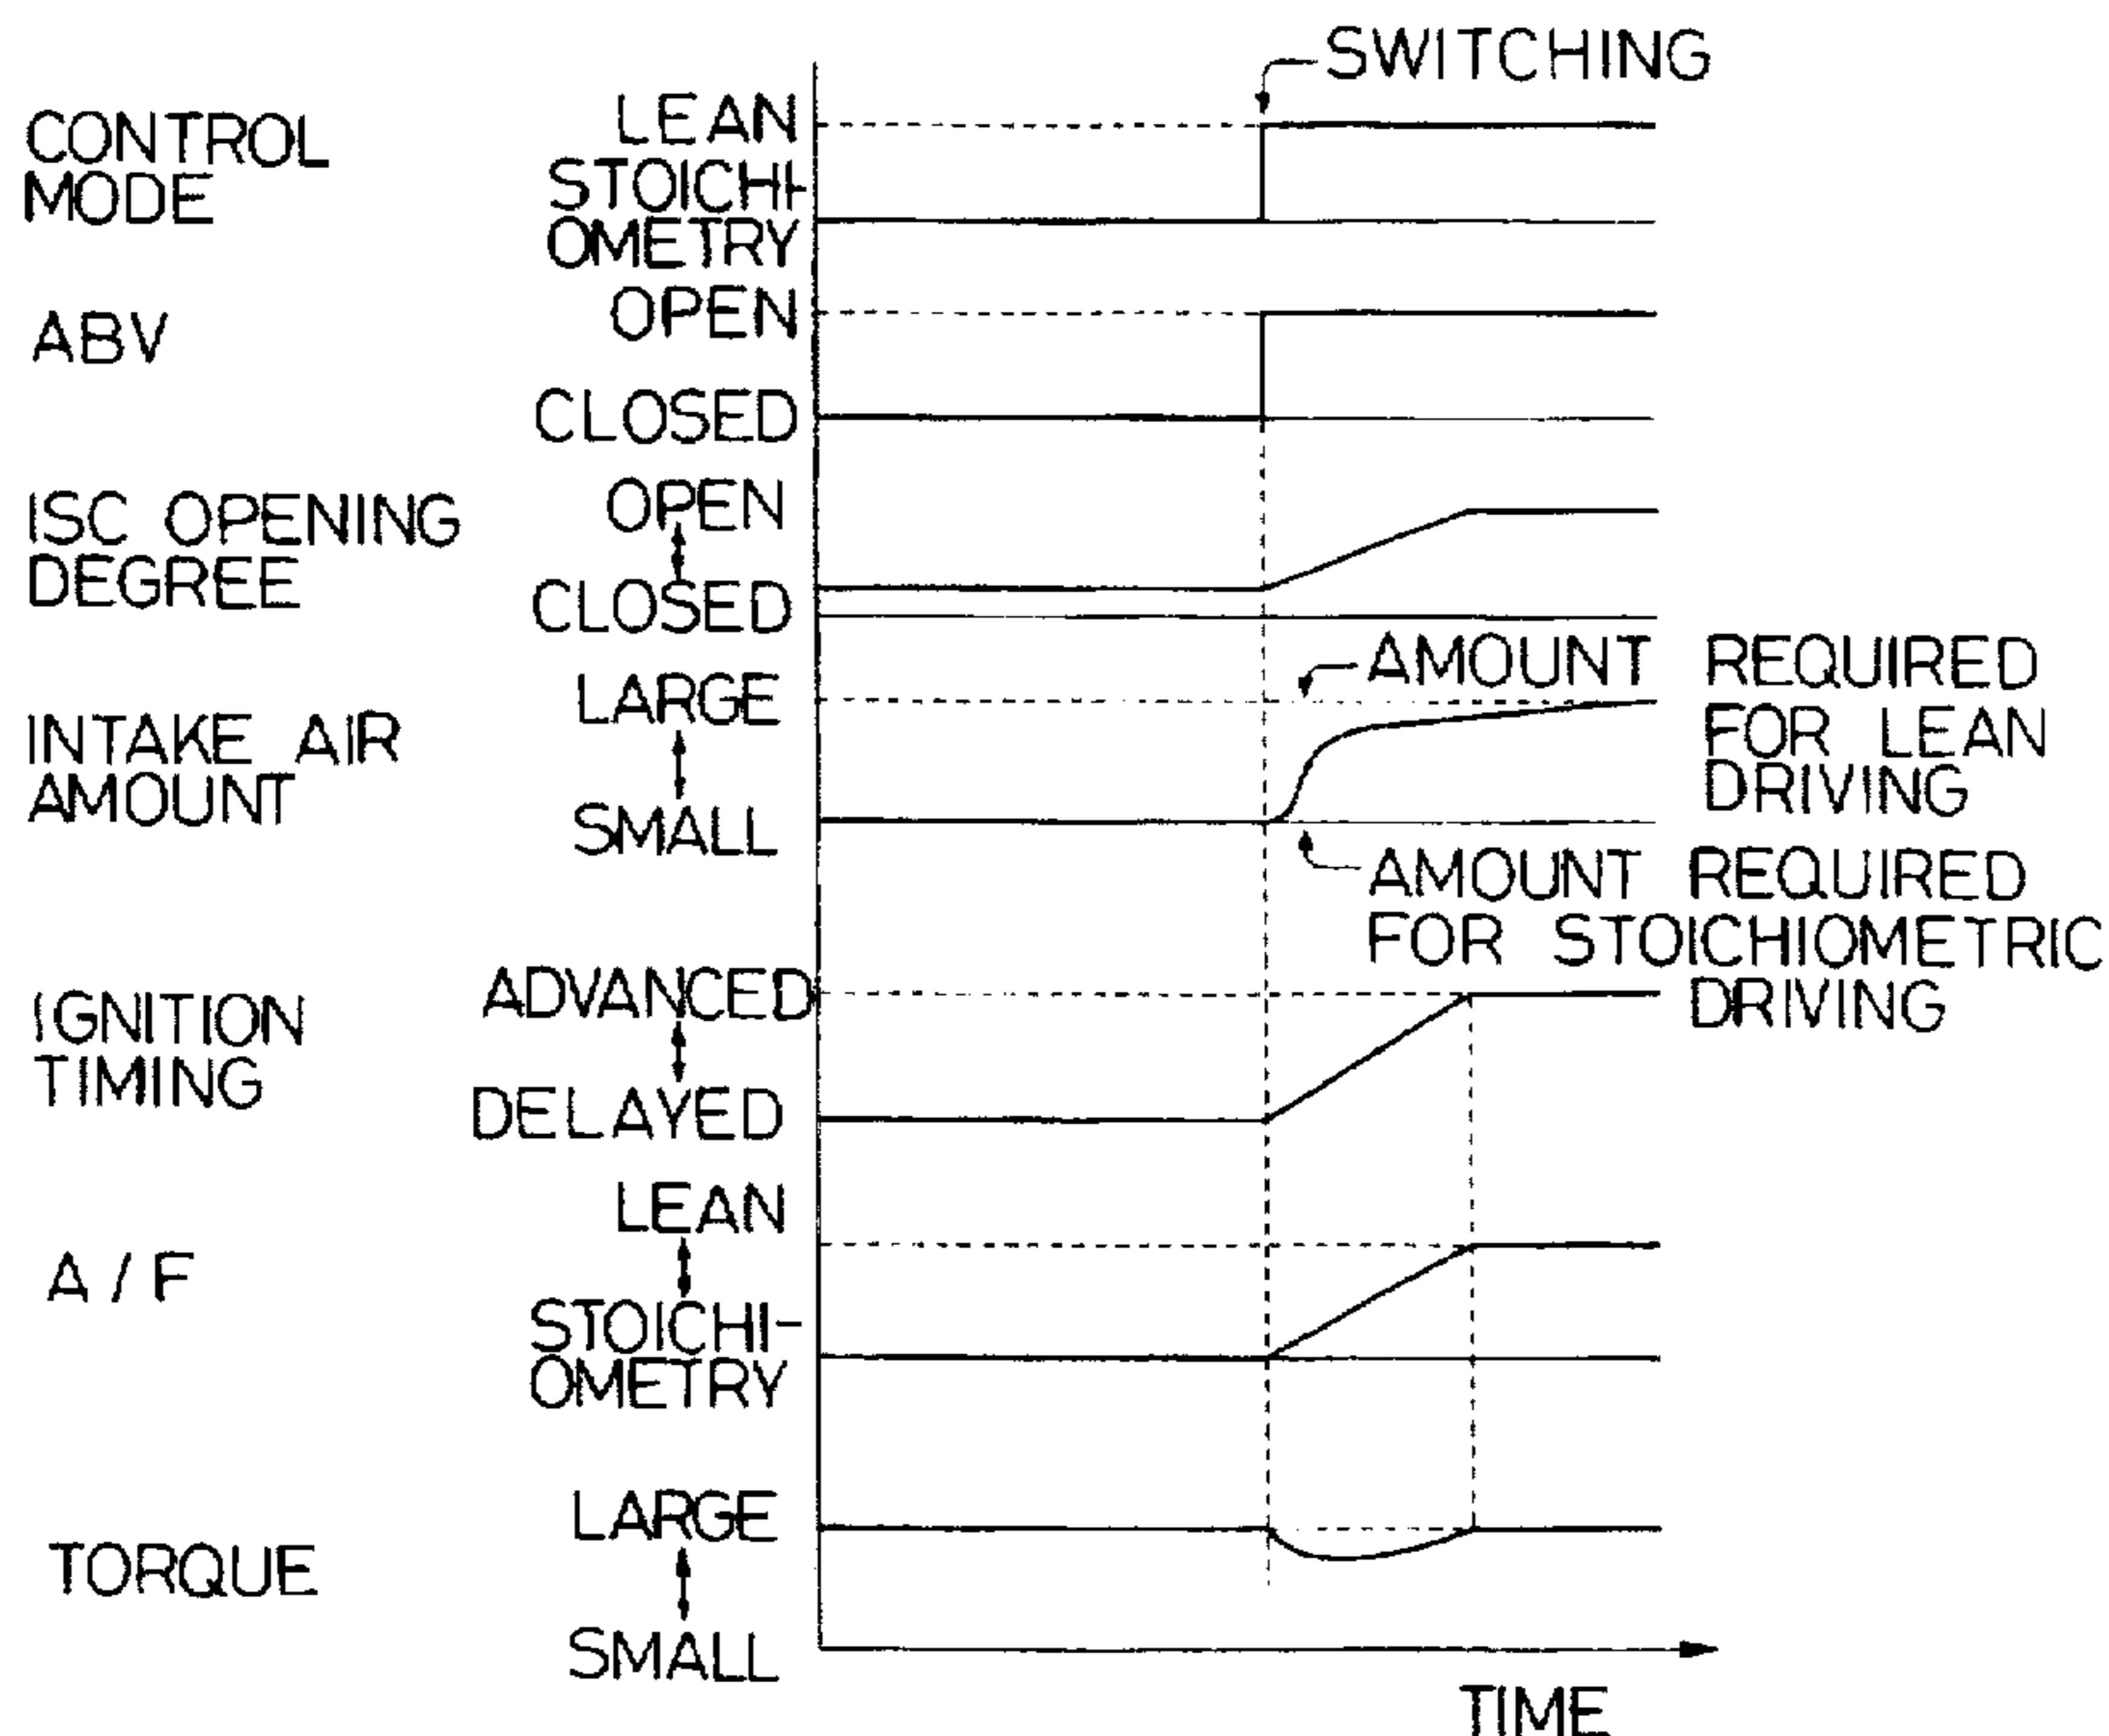 SWITCHING
CONTROL
MODE
LEAN
STOICHI-
OMETRY
ABV
OPEN
CLOSED
ISC OPENING
DEGREE
OPEN
CLOSED
INTAKE AIR
AMOUNT
LARGE
SMALL
AMOUNT REQUIRED
FOR LEAN
DRIVING
AMOUNT REQUIRED
FOR STOICHIOMETRIC
DRIVING
IGNITION
TIMING
ADVANCED
DELAYED
A/F
LEAN
STOICHI-
OMETRY
TORQUE
LARGE
SMALL
TIME